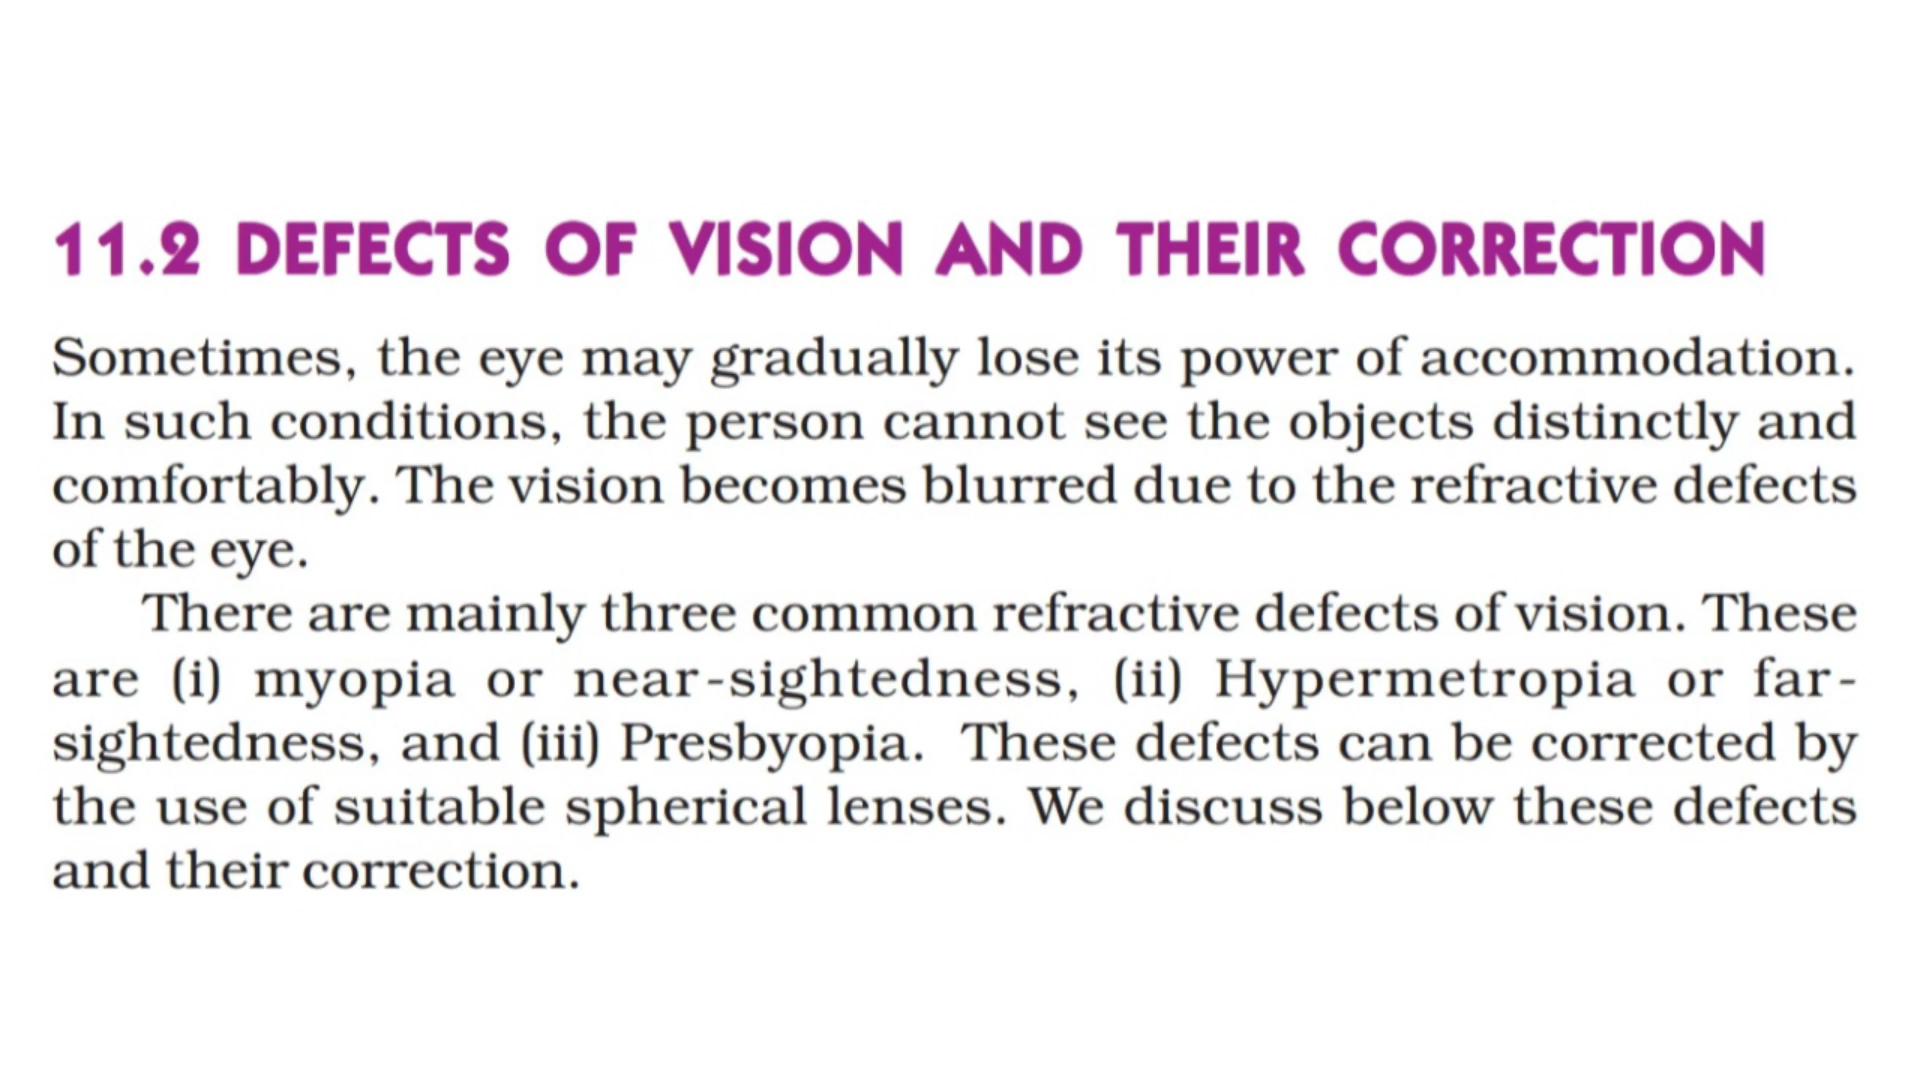 11.2 DEFECTS OF VISION AND THEIR CORRECTION
Sometimes, the eye may gradually lose its power of accommodation.
In such conditions, the person cannot see the objects distinctly and
comfortably. The vision becomes blurred due to the refractive defects
of the eye.
There are mainly three common refractive defects of vision. These
are (i) myopia or near-sightedness, (ii) Hypermetropia or far-
sightedness, and (iii) Presbyopia. These defects can be corrected by
the use of suitable spherical lenses. We discuss below these defects
and their correction.